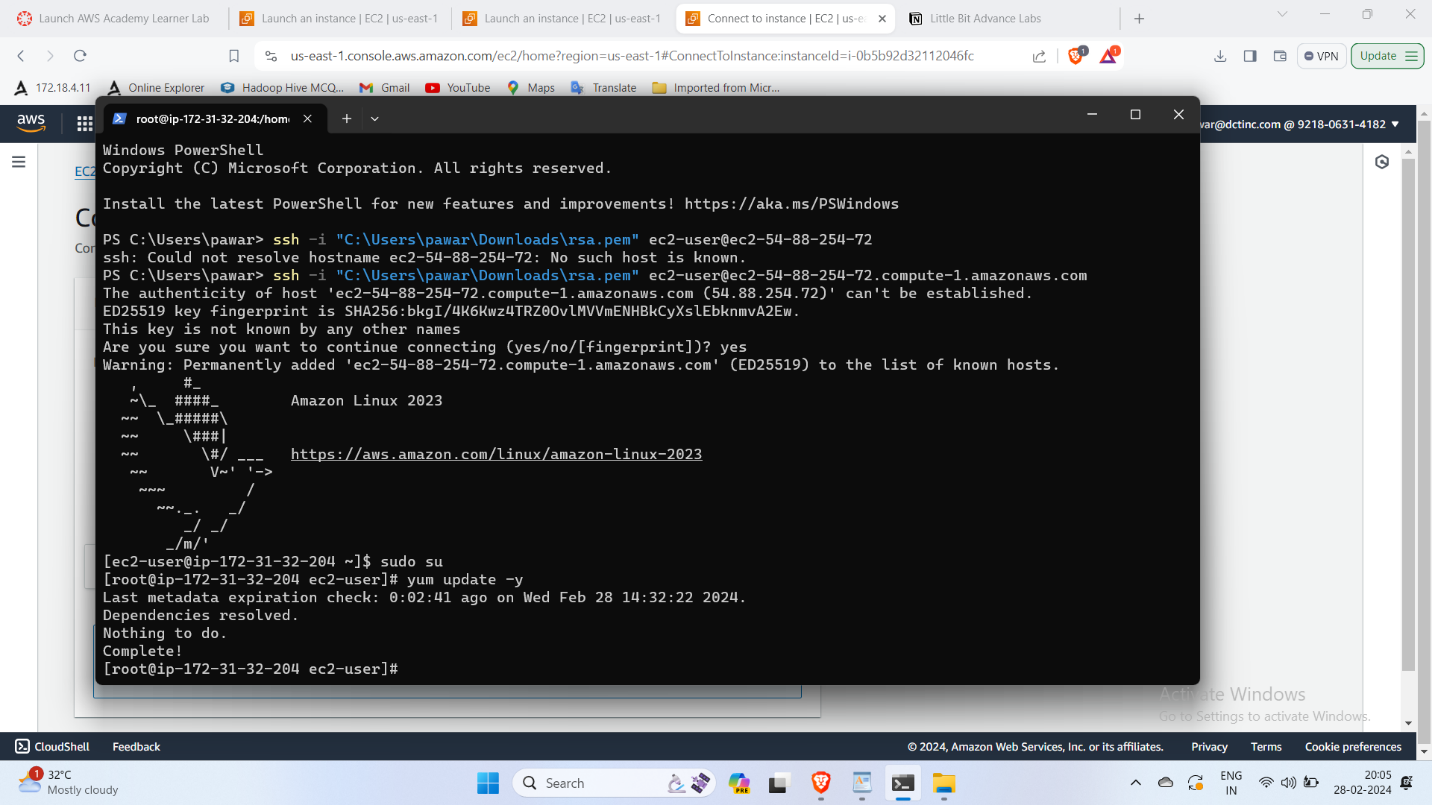 Launch AWS Academy Learner Lab
Launch an instance | EC2 | us-east-1
Launch an instance | EC2 | us-east-1
Connect to instance | EC2 | us-e
Little Bit Advance Labs
us-east-1.console.aws.amazon.com/ec2/home?region=us-east-1#ConnectToInstance:instanceId=i-0b5b92d32112046fc
1
1
VPN
Update
172.18.4.11
Online Explorer
Hadoop Hive MCQ...
Gmail
YouTube
Maps
Translate
Imported from Micr...
aws
root@ip-172-31-32-204:/hom
war@dctinc.com @ 9218-0631-4182
EC2
Co
Con
Windows PowerShell
Copyright (C) Microsoft Corporation. All rights reserved.
Install the latest PowerShell for new features and improvements! https://aka.ms/PSWindows
PS C:\Users\pawar> ssh -i "C:\Users\pawar\Downloads\rsa.pem" ec2-user@ec2-54-88-254-72
ssh: Could not resolve hostname ec2-54-88-254-72: No such host is known.
PS C:\Users\pawar> ssh -i "C:\Users\pawar\Downloads\rsa.pem" ec2-user@ec2-54-88-254-72.compute-1.amazonaws.com
The authenticity of host 'ec2-54-88-254-72.compute-1.amazonaws.com (54.88.254.72)' can't be established.
ED25519 key fingerprint is SHA256:bkgI/4K6Kwz4TRZ0OvlMVVmENHBkCyXslEbknmvA2Ew.
This key is not known by any other names
Are you sure you want to continue connecting (yes/no/[fingerprint])? yes
Warning: Permanently added 'ec2-54-88-254-72.compute-1.amazonaws.com' (ED25519) to the list of known hosts.
   ,     #_
   ~\_  ####_        Amazon Linux 2023
  ~~  \_#####\
  ~~     \###|
  ~~       \#/ ___   https://aws.amazon.com/linux/amazon-linux-2023
   ~~       V~' '->
    ~~~         /
      ~~._.   _/
         _/ _/
       _/m/'
[ec2-user@ip-172-31-32-204 ~]$ sudo su
[root@ip-172-31-32-204 ec2-user]# yum update -y
Last metadata expiration check: 0:02:41 ago on Wed Feb 28 14:32:22 2024.
Dependencies resolved.
Nothing to do.
Complete!
[root@ip-172-31-32-204 ec2-user]#
Activate Windows
Go to Settings to activate Windows.
CloudShell
Feedback
© 2024, Amazon Web Services, Inc. or its affiliates.
Privacy
Terms
Cookie preferences
1
32°C
Mostly cloudy
Search
PRE
ENG
IN
20:05
28-02-2024